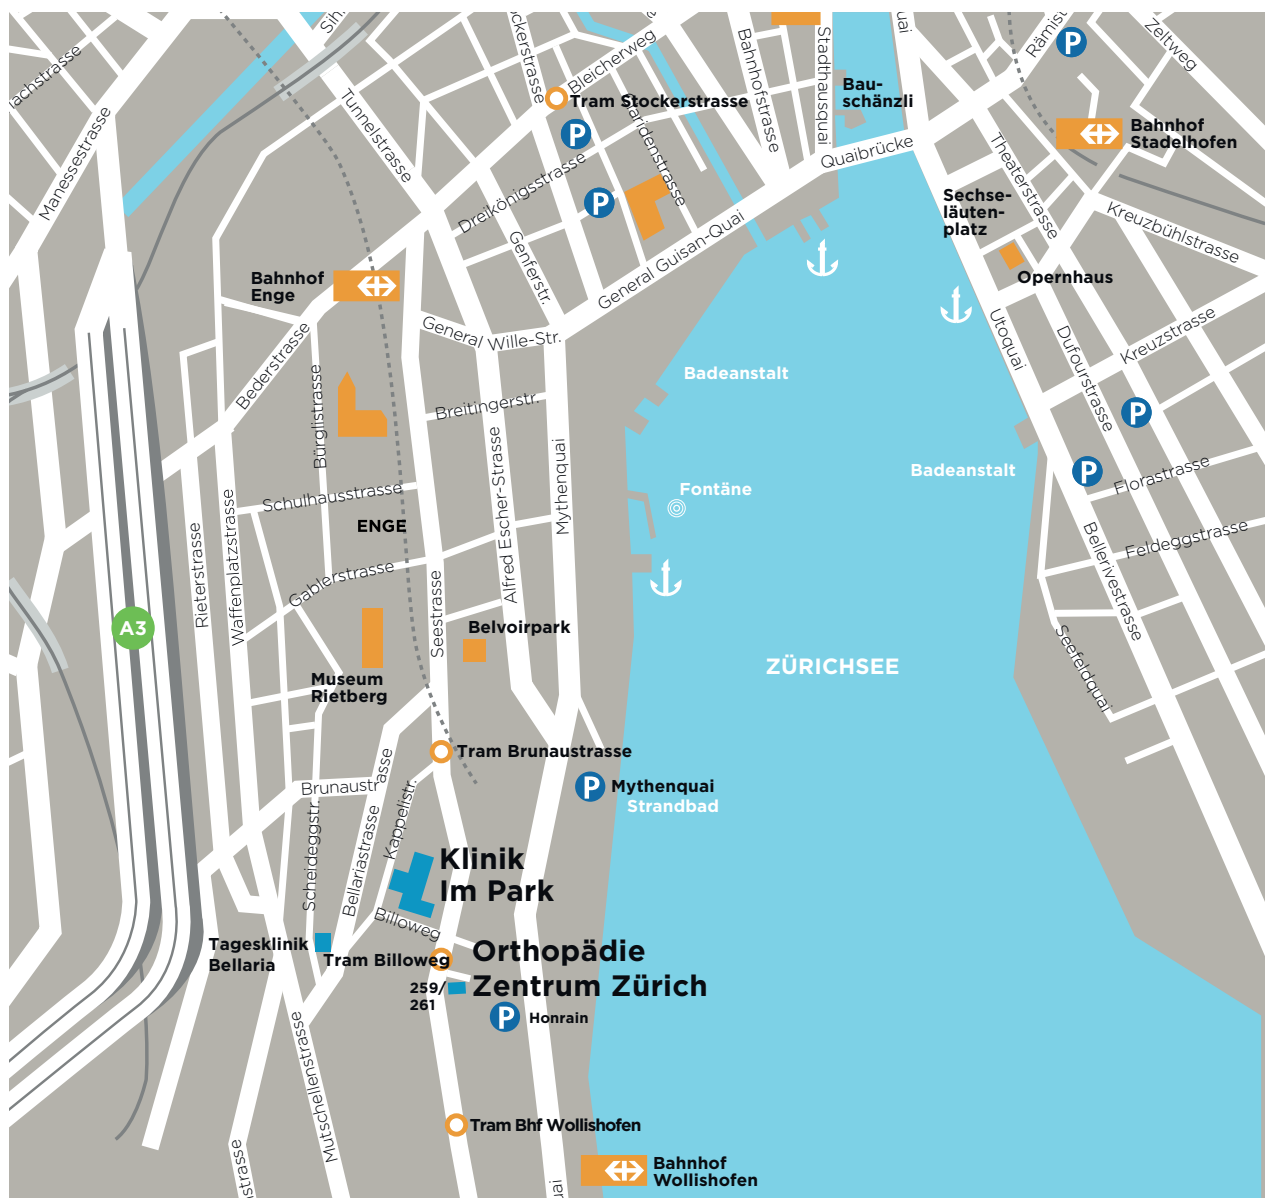 Tunnelstrasse
Manessestrasse
Bleicherweg
Tram Stockerstrasse
P
P
P
Dreikönigsstrasse
Genferstr.
General Guisan-Quai
Bahnhofstrasse
Stadthausquai
Bau-
schänzli
Quaibrücke
Zeltweg
Bahnhof
Stadelhofen
Theaterstrasse
Sechse-
läuten-
platz
Kreuzbühlstrasse
Opernhaus
Utoquai
Dufourstrasse
Kreuzstrasse
Bahnhof
Enge
General Wille-Str.
Bederstrasse
Bürglistrasse
Breitingerstr.
Badeanstalt
P
Badeanstalt
P
Florastrasse
Feldeggstrasse
Bellerivestrasse
Seefeldquai
Schulhausstrasse
ENGE
Alfred Escher-Strasse
Mythenquai
Fontäne
Rieterstrasse
Waffenplatzstrasse
Gablerstrasse
Seestrasse
A3
Belvoirpark
Museum
Rietberg
ZÜRICHSEE
Tram Brunaustrasse
P
Mythenquai
Strandbad
Brunaustrasse
Scheideggstr.
Bellariastrasse
Kappelistr.
Klinik
Im Park
Billoweg
Tagesklinik
Bellaria
Tram Billoweg
Orthopädie
Zentrum Zürich
259/
261
P
Honrain
Mutschellenstrasse
Tram Bhf Wollishofen
Bahnhof
Wollishofen